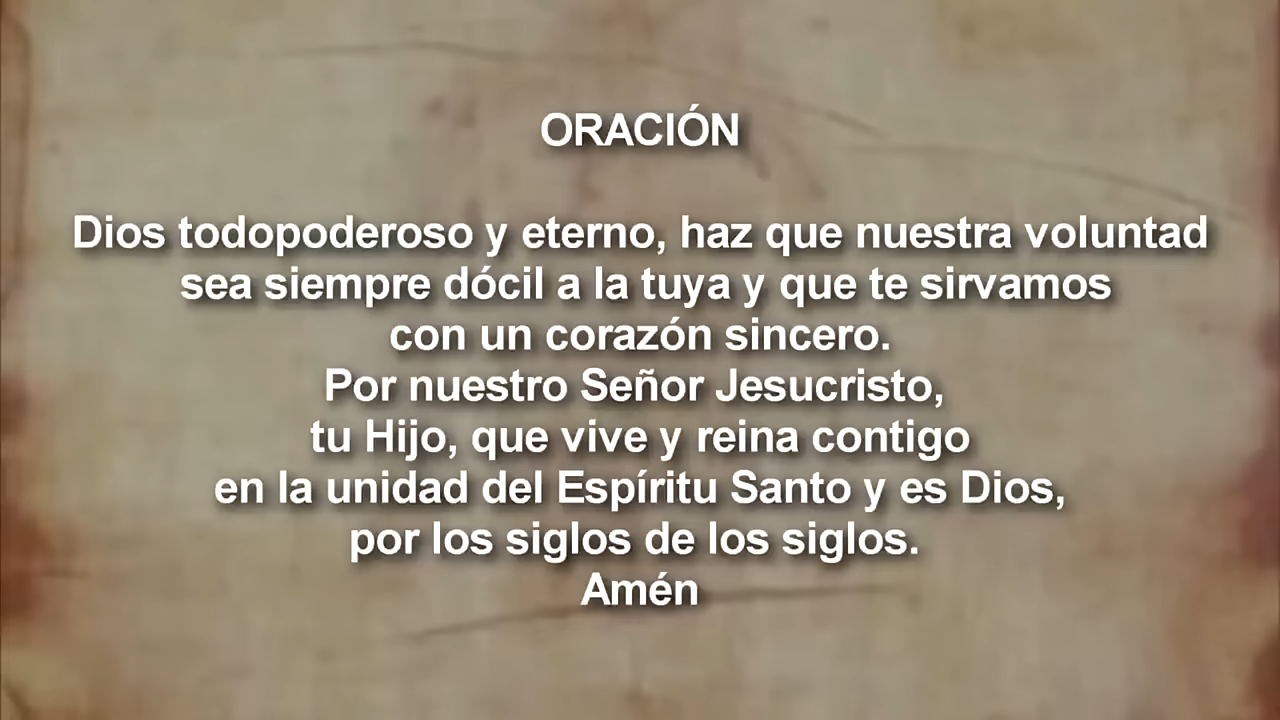 ORACIÓN
Dios todopoderoso y eterno, haz que nuestra voluntad
sea siempre dócil a la tuya y que te sirvamos
con un corazón sincero.
Por nuestro Señor Jesucristo,
tu Hijo, que vive y reina contigo
en la unidad del Espíritu Santo y es Dios,
por los siglos de los siglos.
Amén